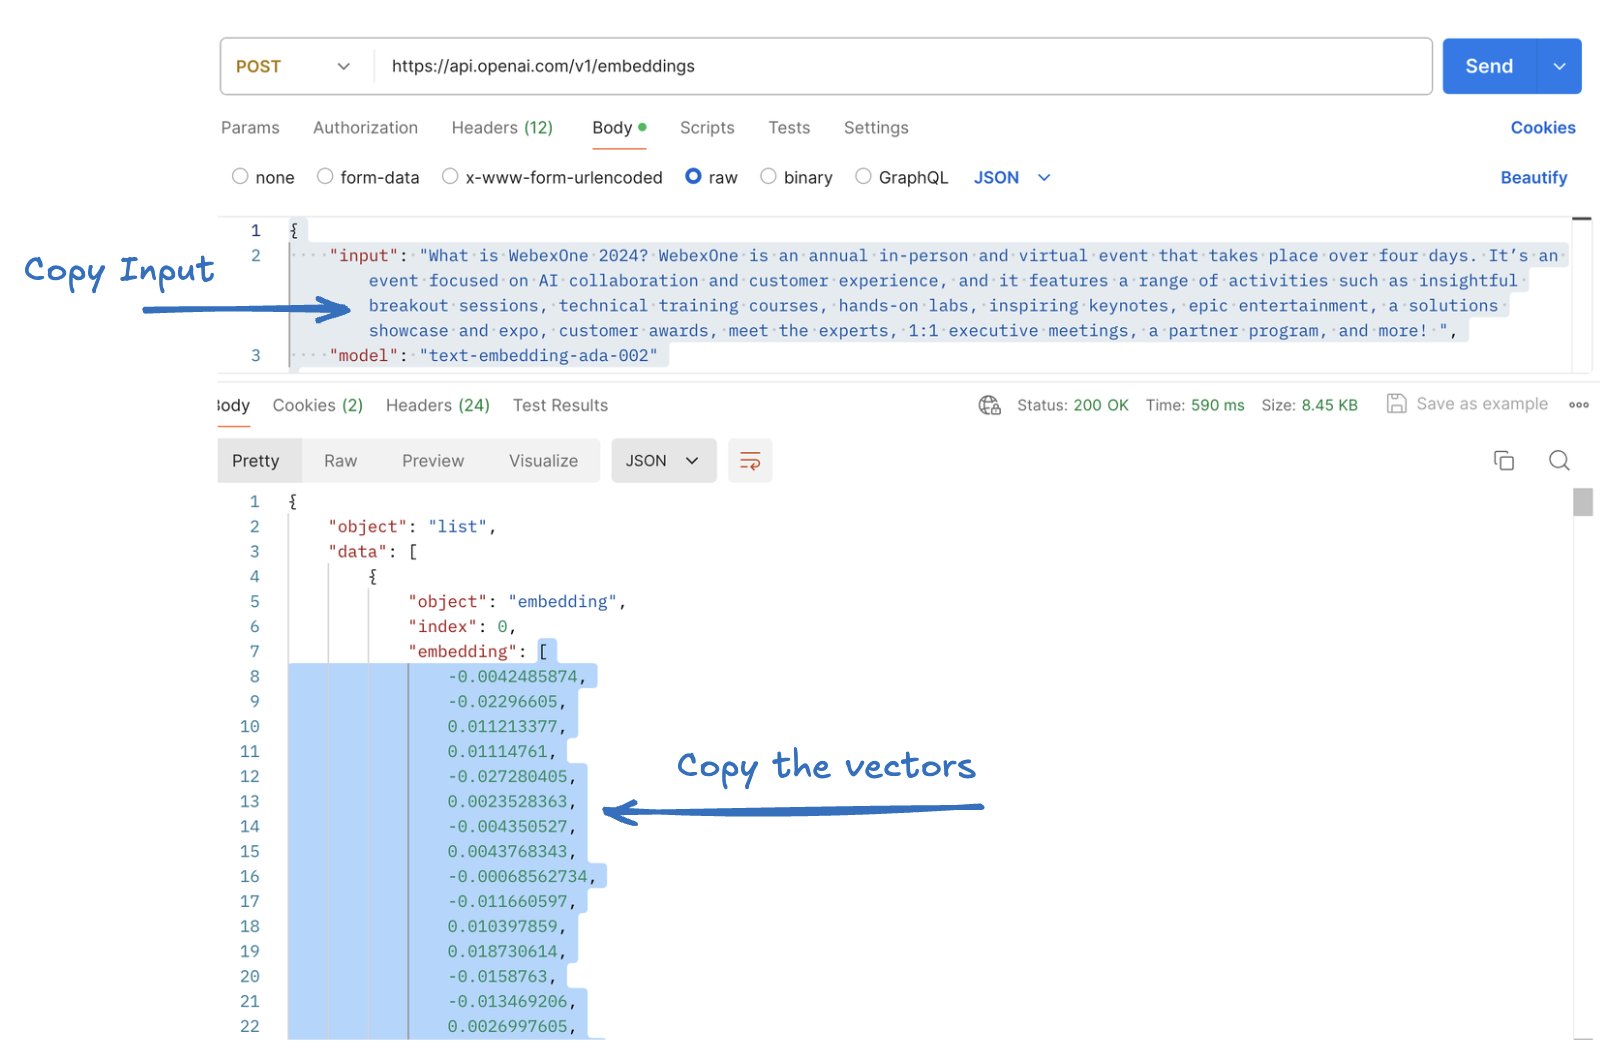 POST https://api.openai.com/v1/embeddings Send
Params Authorization Headers (12) Body Scripts Tests Settings Cookies
none form-data x-www-form-urlencoded raw binary GraphQL JSON Beautify
1 {
2 "input": "What is WebexOne 2024? WebexOne is an annual in-person and virtual event that takes place over four days. It’s an
event focused on AI collaboration and customer experience, and it features a range of activities such as insightful
breakout sessions, technical training courses, hands-on labs, inspiring keynotes, epic entertainment, a solutions
showcase and expo, customer awards, meet the experts, 1:1 executive meetings, a partner program, and more! ",
3 "model": "text-embedding-ada-002"
Copy Input
Body Cookies (2) Headers (24) Test Results Status: 200 OK Time: 590 ms Size: 8.45 KB Save as example
Pretty Raw Preview Visualize JSON
1 {
2 "object": "list",
3 "data": [
4 {
5 "object": "embedding",
6 "index": 0,
7 "embedding": [
8 -0.0042485874,
9 -0.02296605,
10 0.011213377,
11 0.01114761,
12 -0.027280405,
13 0.0023528363,
14 -0.004350527,
15 0.0043768343,
16 -0.00068562734,
17 -0.011660597,
18 0.010397859,
19 0.018730614,
20 -0.0158763,
21 -0.013469206,
22 0.0026997605,
Copy the vectors